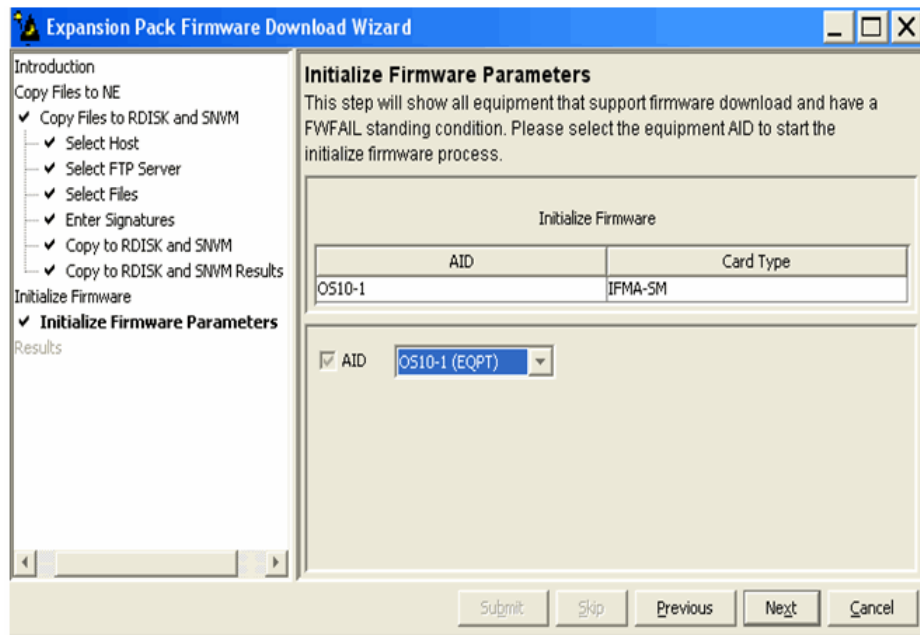 Expansion Pack Firmware Download Wizard
Introduction
Copy Files to NE
Copy Files to RDISK and SNVM
Select Host
Select FTP Server
Select Files
Enter Signatures
Copy to RDISK and SNVM
Copy to RDISK and SNVM Results
Initialize Firmware
Initialize Firmware Parameters
Results
Initialize Firmware Parameters
This step will show all equipment that support firmware download and have a
FWFAIL standing condition. Please select the equipment AID to start the
initialize firmware process.
Initialize Firmware
AID Card Type
OS10-1 IFMA-SM
AID OS10-1 (EQPT)
Submit Skip Previous Next Cancel